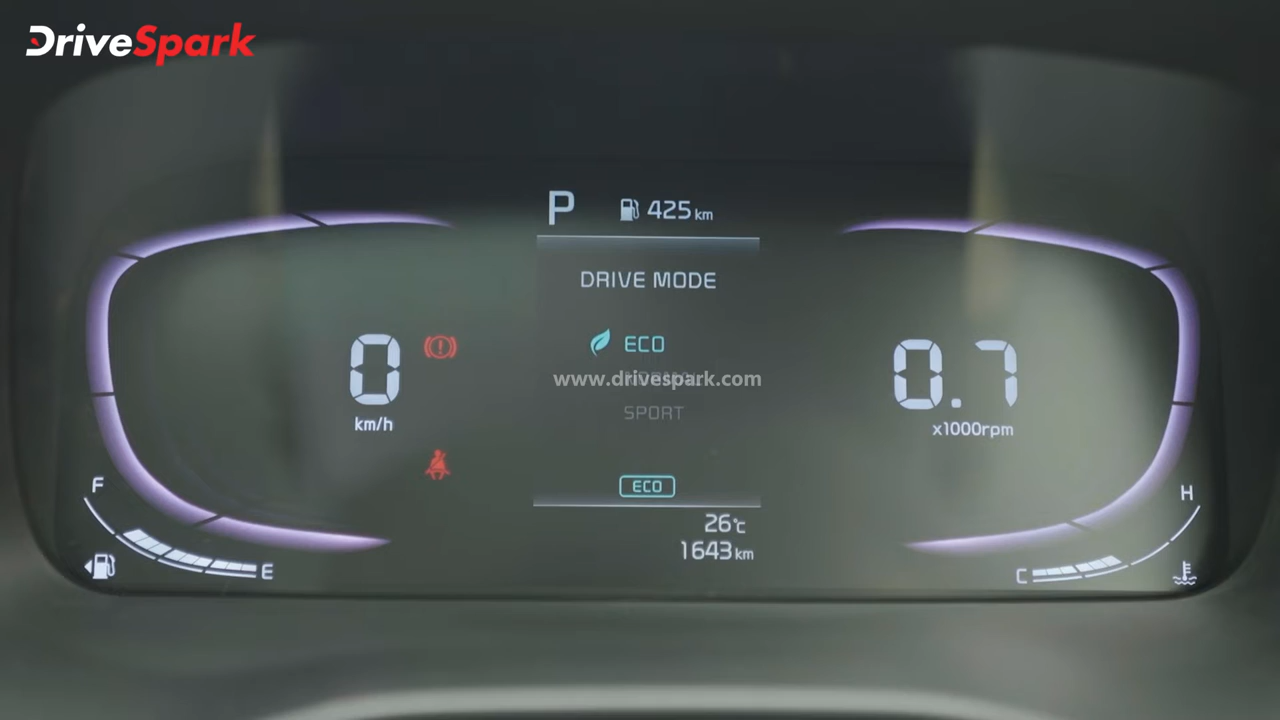 DriveSpark
P 425 km
DRIVE MODE
ECO
www.drivespark.com
SPORT
0
km/h
0.7
x1000rpm
ECO
26°C
1643 km
F
E
H
C